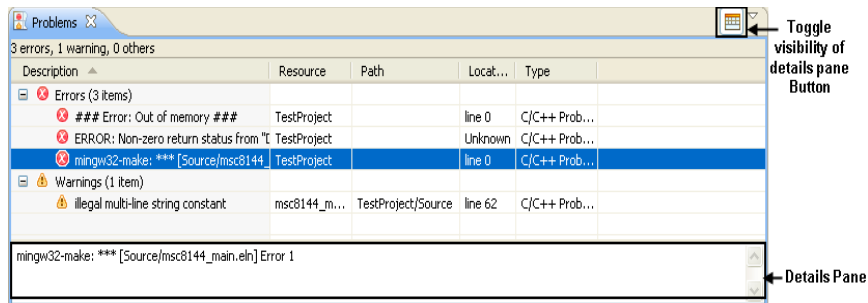 Problems
3 errors, 1 warning, 0 others
Description Resource Path Locat... Type
Errors (3 items)
### Error: Out of memory ### TestProject line 0 C/C++ Prob...
ERROR: Non-zero return status from "[ TestProject Unknown C/C++ Prob...
mingw32-make: *** [Source/msc8144_ TestProject line 0 C/C++ Prob...
Warnings (1 item)
illegal multi-line string constant msc8144_m... TestProject/Source line 62 C/C++ Prob...
mingw32-make: *** [Source/msc8144_main.eln] Error 1
Toggle
visibility of
details pane
Button
Details Pane